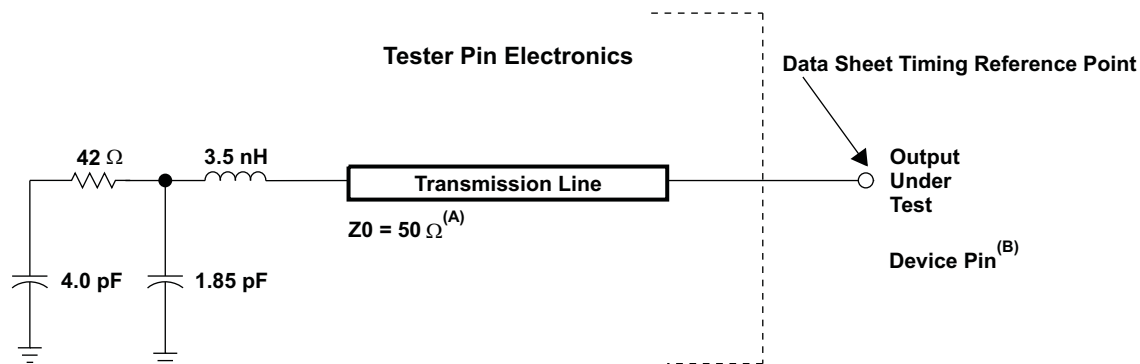 Tester Pin Electronics
Data Sheet Timing Reference Point
42 Ω
3.5 nH
Transmission Line
Output
Under
Test
Z0 = 50 Ω(A)
Device Pin(B)
4.0 pF
1.85 pF